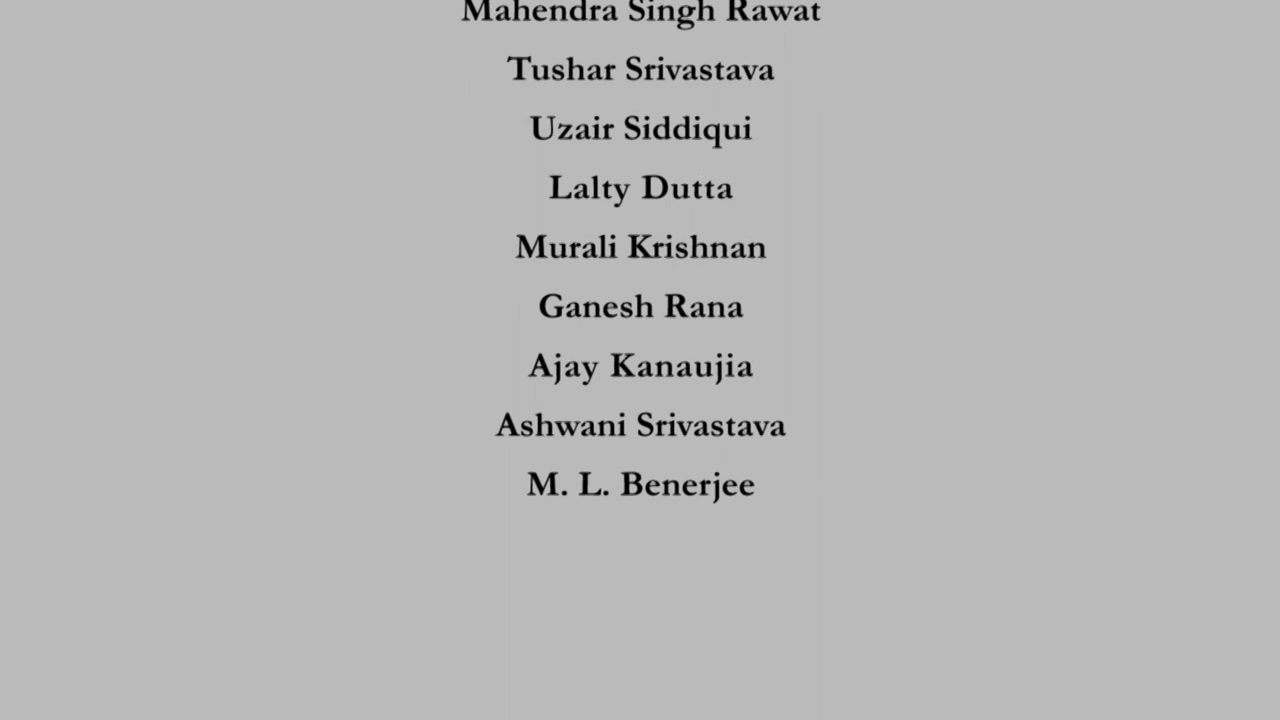 Mahendra Singh Rawat
Tushar Srivastava
Uzair Siddiqui
Lalty Dutta
Murali Krishnan
Ganesh Rana
Ajay Kanaujia
Ashwani Srivastava
M. L. Benerjee